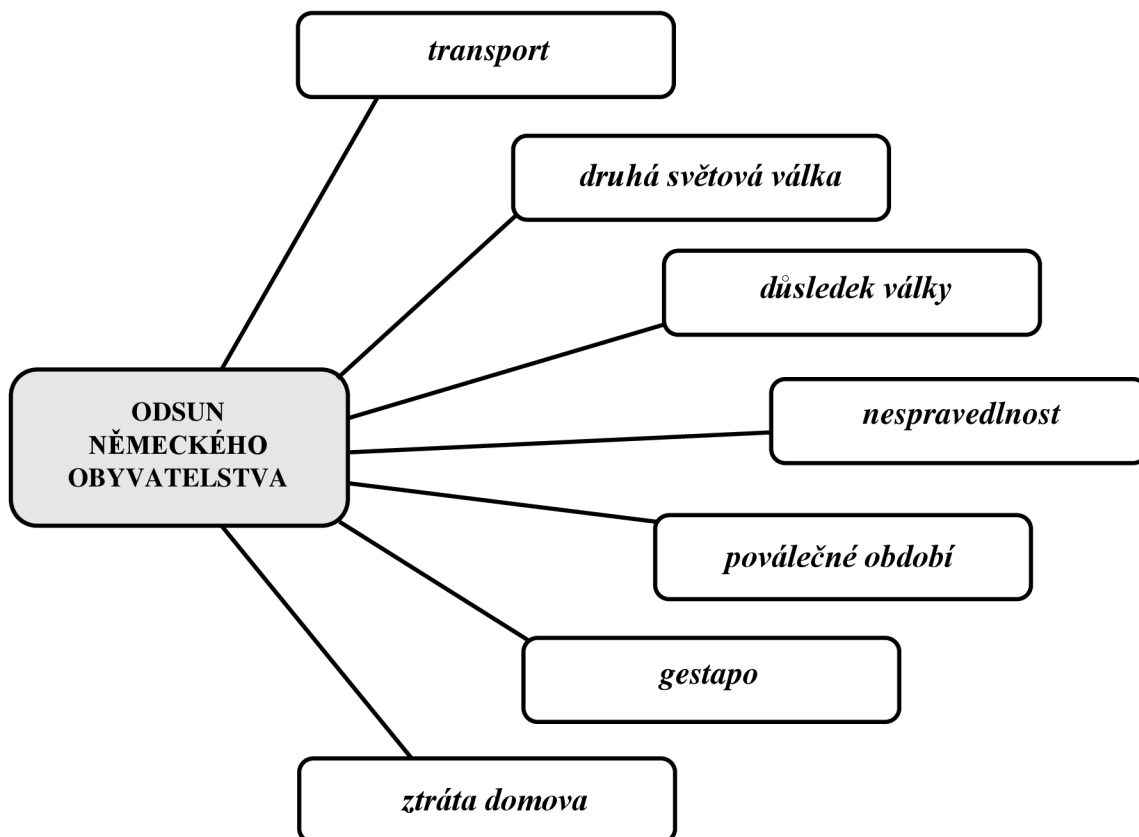 transport
druhá světová válka
důsledek války
nespravedlnost
ODSUN
NĚMECKÉHO
OBYVATELSTVA
poválečné období
gestapo
ztráta domova